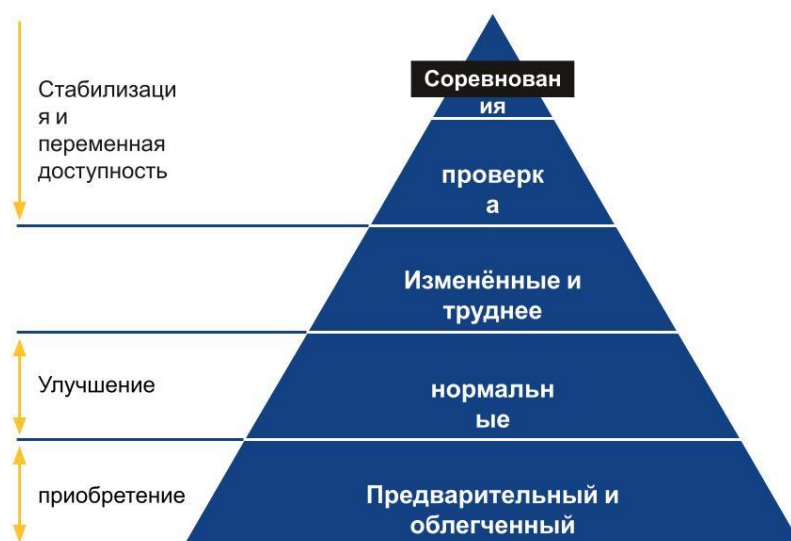 Стабилизаци
я и
переменная
доступность
Соревнован
ия
проверк
а
Изменённые и
труднее
Улучшение
нормальн
ые
приобретение
Предварительный и
облегченный